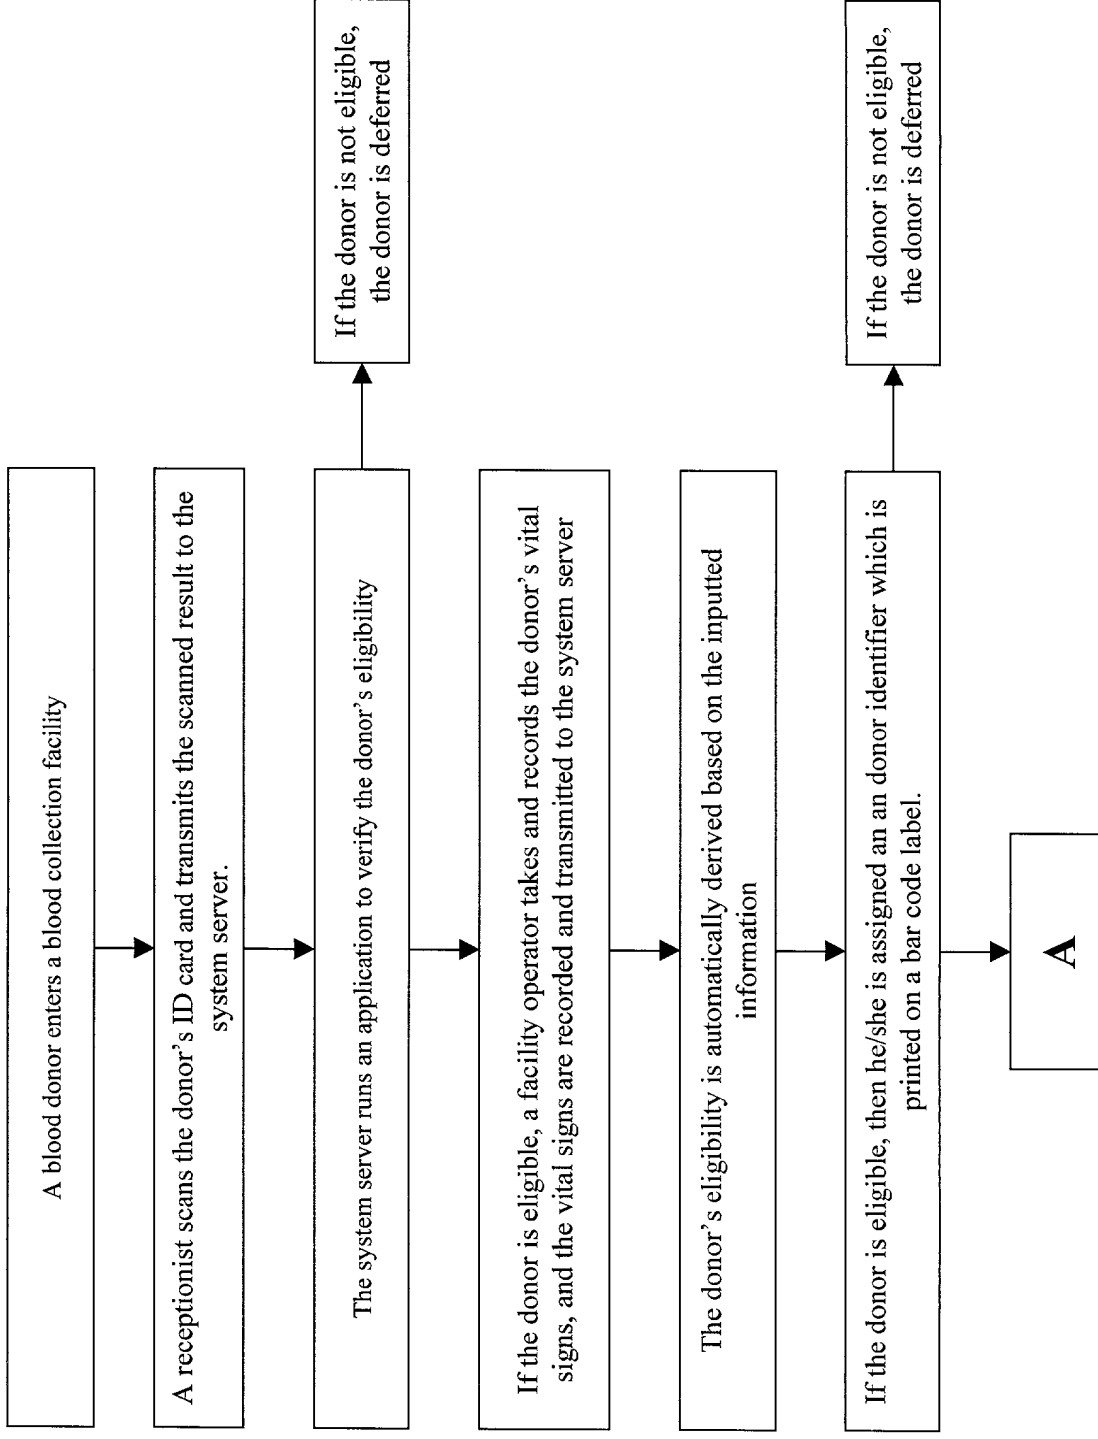 A blood donor enters a blood collection facility
A receptionist scans the donor's ID card and transmits the scanned result to the
system server.
The system server runs an application to verify the donor's eligibility
If the donor is not eligible,
the donor is deferred
If the donor is eligible, a facility operator takes and records the donor's vital
signs, and the vital signs are recorded and transmitted to the system server
The donor's eligibility is automatically derived based on the inputted
information
If the donor is eligible, then he/she is assigned an an donor identifier which is
printed on a bar code label.
If the donor is not eligible,
the donor is deferred
A